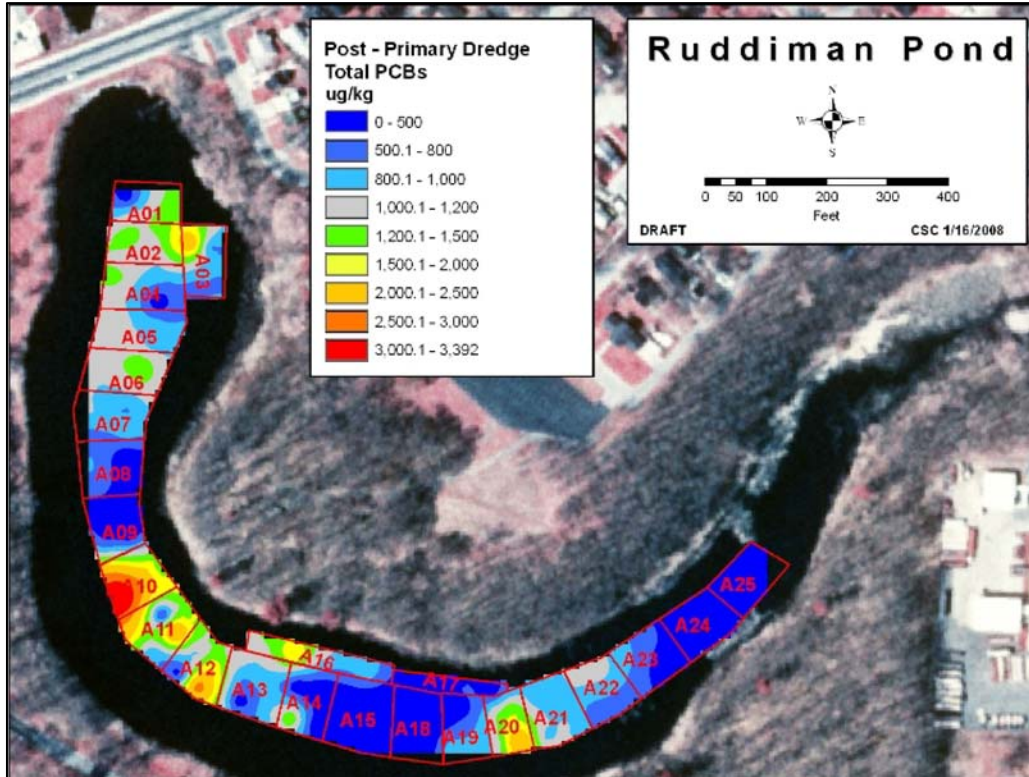 Post - Primary Dredge
Total PCBs
ug/kg
0 - 500
500.1 - 800
800.1 - 1,000
1,000.1 - 1,200
1,200.1 - 1,500
1,500.1 - 2,000
2,000.1 - 2,500
2,500.1 - 3,000
3,000.1 - 3,392
Ruddiman Pond
N
W E
S
0 50 100 200 300 400
Feet
DRAFT CSC 1/16/2008
A01
A02
A03
A04
A05
A06
A07
A08
A09
A10
A11
A12
A13
A14
A15
A16
A17
A18
A19
A20
A21
A22
A23
A24
A25